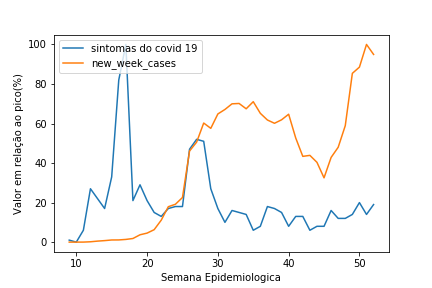 sintomas do covid 19
new_week_cases
Valor em relação ao pico(%)
100
80
60
40
20
0
10 20 30 40 50
Semana Epidemiologica